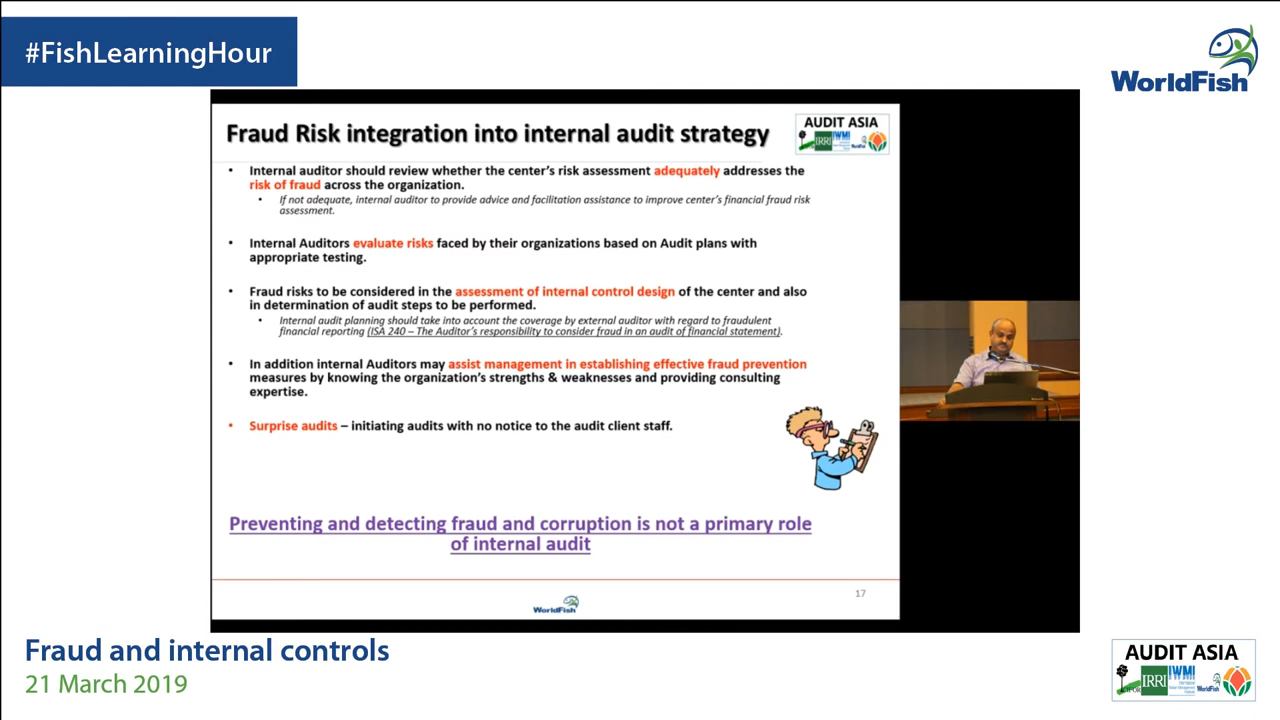 #FishLearningHour
WorldFish
Fraud Risk integration into internal audit strategy
AUDIT ASIA
IRRI
IWMI
• Internal auditor should review whether the center's risk assessment adequately addresses the
risk of fraud across the organization.
• If not adequate, internal auditor to provide advice and facilitation assistance to improve center's financial fraud risk
assessment.
• Internal Auditors evaluate risks faced by their organizations based on Audit plans with
appropriate testing.
• Fraud risks to be considered in the assessment of internal control design of the center and also
in determination of audit steps to be performed.
• Internal audit planning should take into account the coverage by external auditor with regard to fraudulent
financial reporting (ISA 240 – The Auditor's responsibility to consider fraud in an audit of financial statement).
• In addition internal Auditors may assist management in establishing effective fraud prevention
measures by knowing the organization's strengths & weaknesses and providing consulting
expertise.
• Surprise audits – initiating audits with no notice to the audit client staff.
Preventing and detecting fraud and corruption is not a primary role
of internal audit
17
WorldFish
Fraud and internal controls
21 March 2019
AUDIT ASIA
IRRI
IWMI
WorldFish